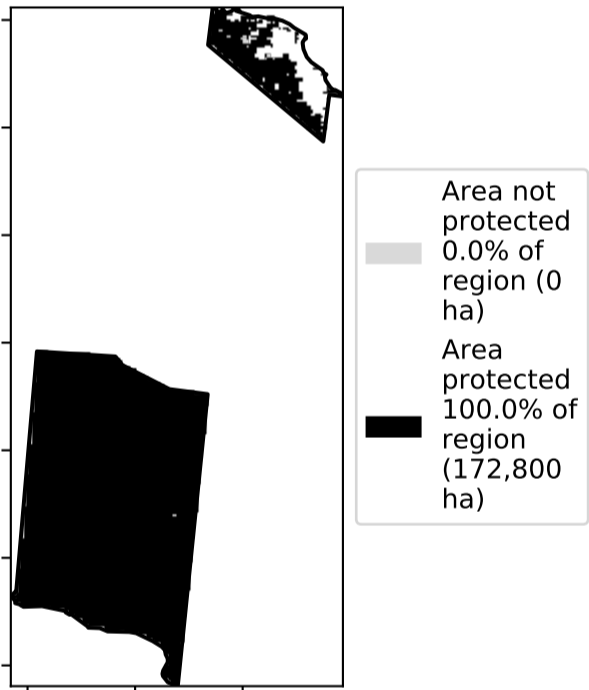 Area not
protected
0.0% of
region (0
ha)
Area
protected
100.0% of
region
(172,800
ha)